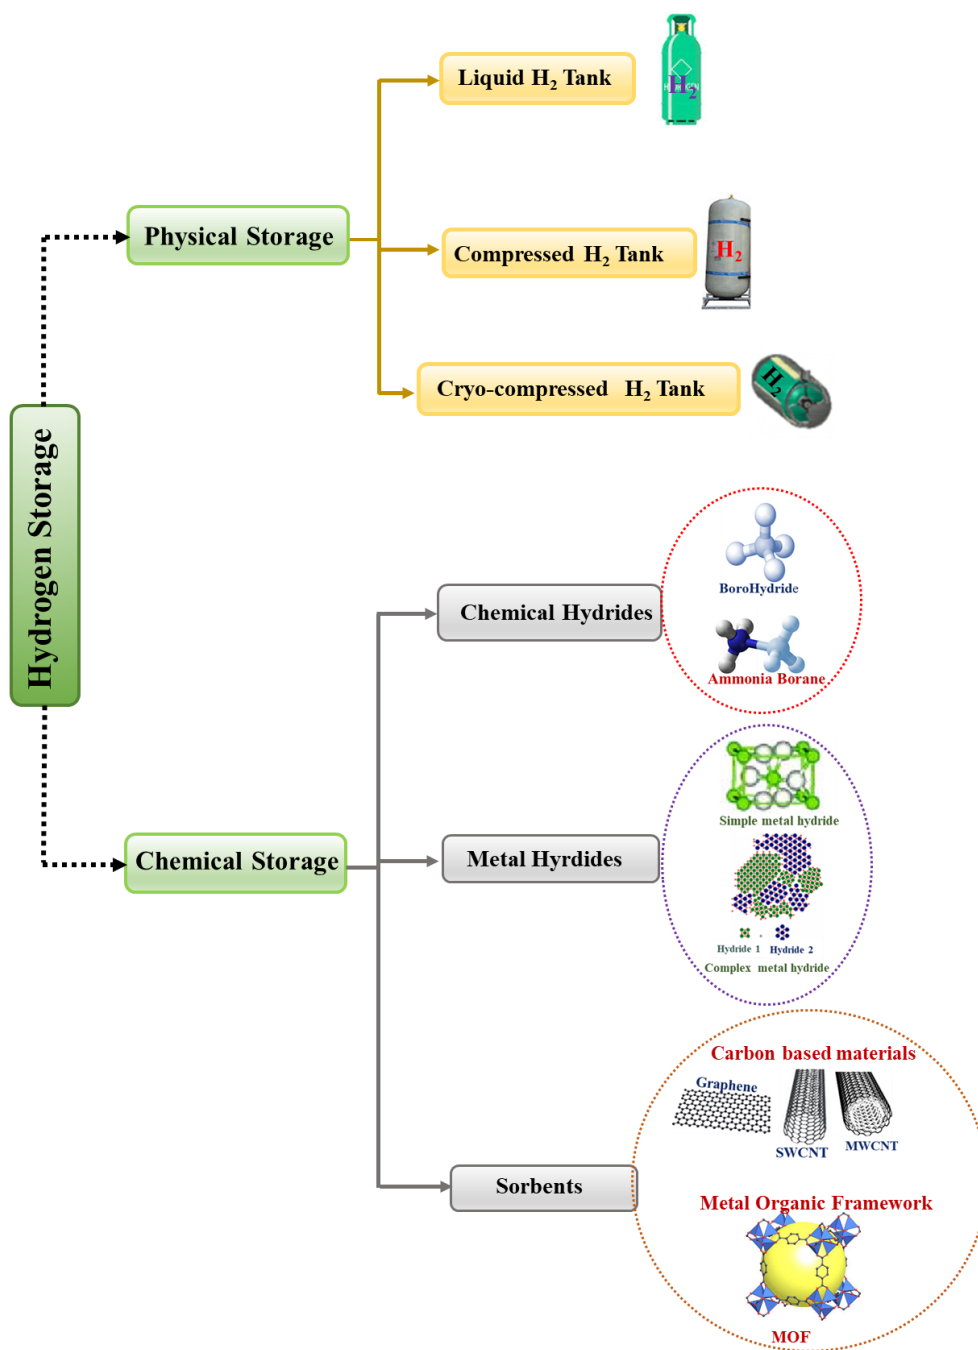 Liquid H₂ Tank
H₂
Physical Storage
Compressed H₂ Tank
H₂
Cryo-compressed H₂ Tank
H₂
Hydrogen Storage
BoroHydride
Chemical Hydrides
Ammonia Borane
Simple metal hydride
Chemical Storage
Metal Hyrdides
Hydride 1
Hydride 2
Complex metal hydride
Carbon based materials
Graphene
SWCNT
MWCNT
Sorbents
Metal Organic Framework
MOF